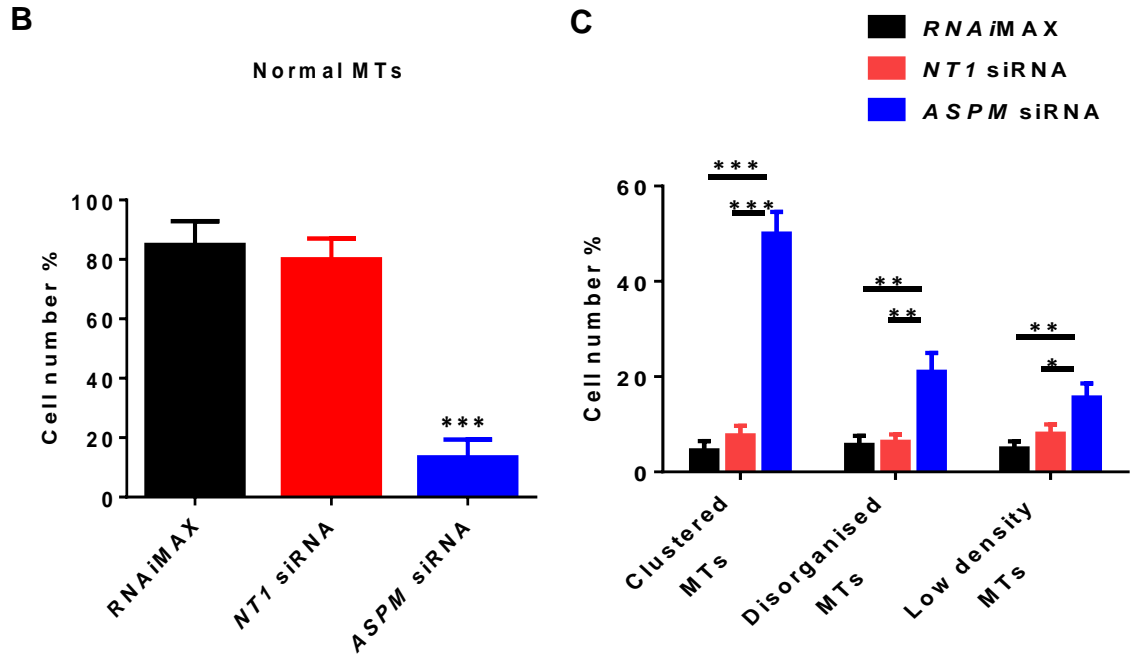 B
Normal MTs
Cell number %
100
80
60
40
20
0
***
RNAiMAX
NT1 siRNA
ASPM siRNA
C
RNAiMAX
NT1 siRNA
ASPM siRNA
Cell number %
60
40
20
0
***
***
**
**
**
*
Clustered
MTs
Disorganised
MTs
Low density
MTs